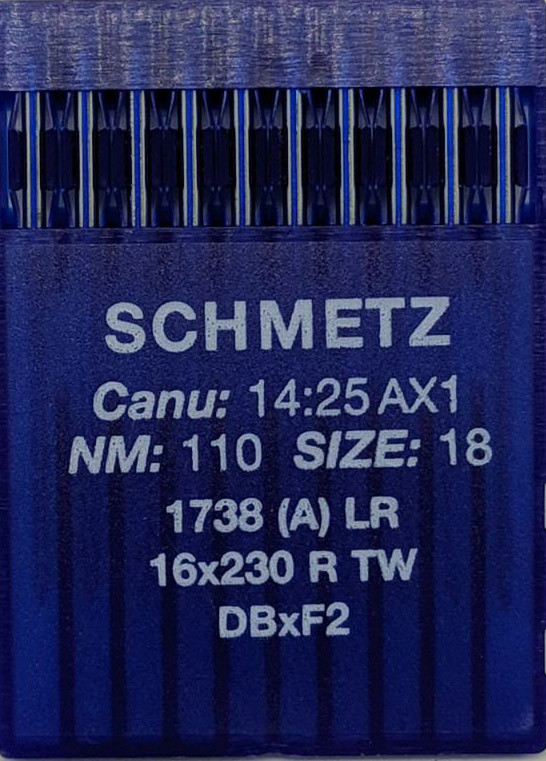 SCHMETZ
Canu: 14:25 AX1
NM: 110 SIZE: 18
1738 (A) LR
16x230 R TW
DBxF2